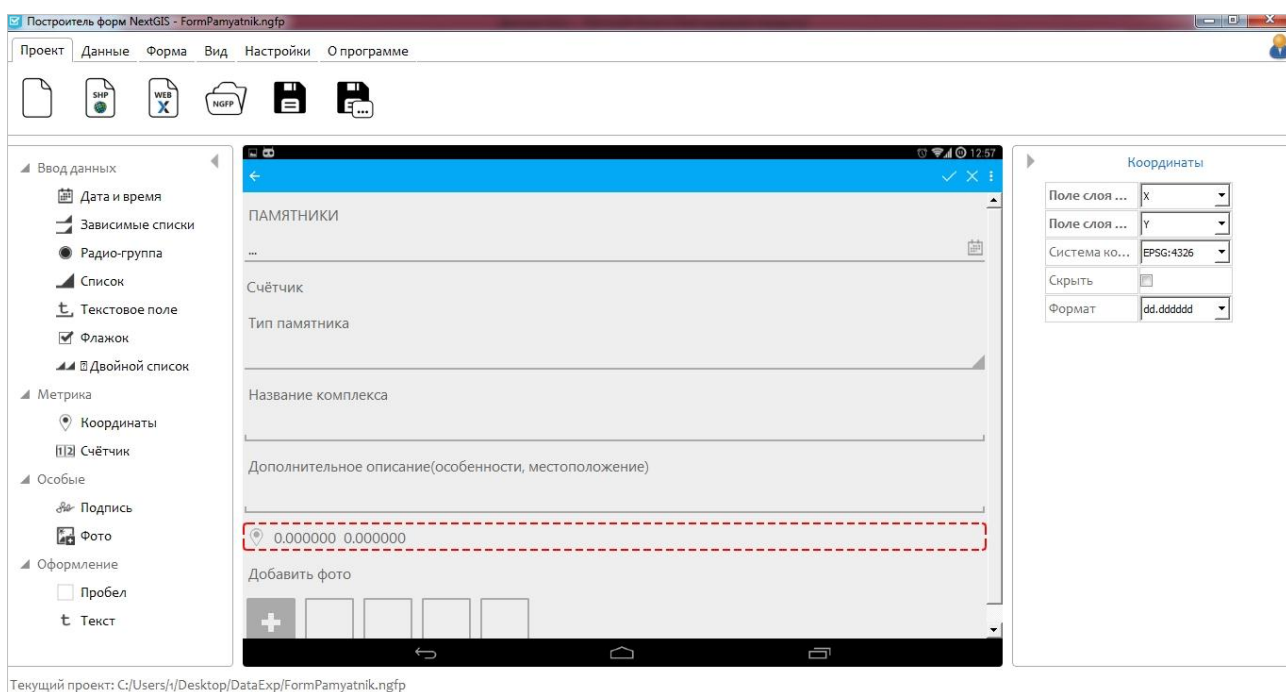 Построитель форм NextGIS - FormPamyatnik.ngfp
Проект Данные Форма Вид Настройки О программе
SHP WEB NGFP
Ввод данных
Дата и время
Зависимые списки
Радио-группа
Список
Текстовое поле
Флажок
Двойной список
Метрика
Координаты
Счётчик
Особые
Подпись
Фото
Оформление
Пробел
t Текст
12:57
ПАМЯТНИКИ
...
Счётчик
Тип памятника
Название комплекса
Дополнительное описание(особенности, местоположение)
0.000000 0.000000
Добавить фото
Координаты
Поле слоя ... X
Поле слоя ... Y
Система ко... EPSG:4326
Скрыть
Формат dd.dddddd
Текущий проект: C:/Users/1/Desktop/DataExp/FormPamyatnik.ngfp